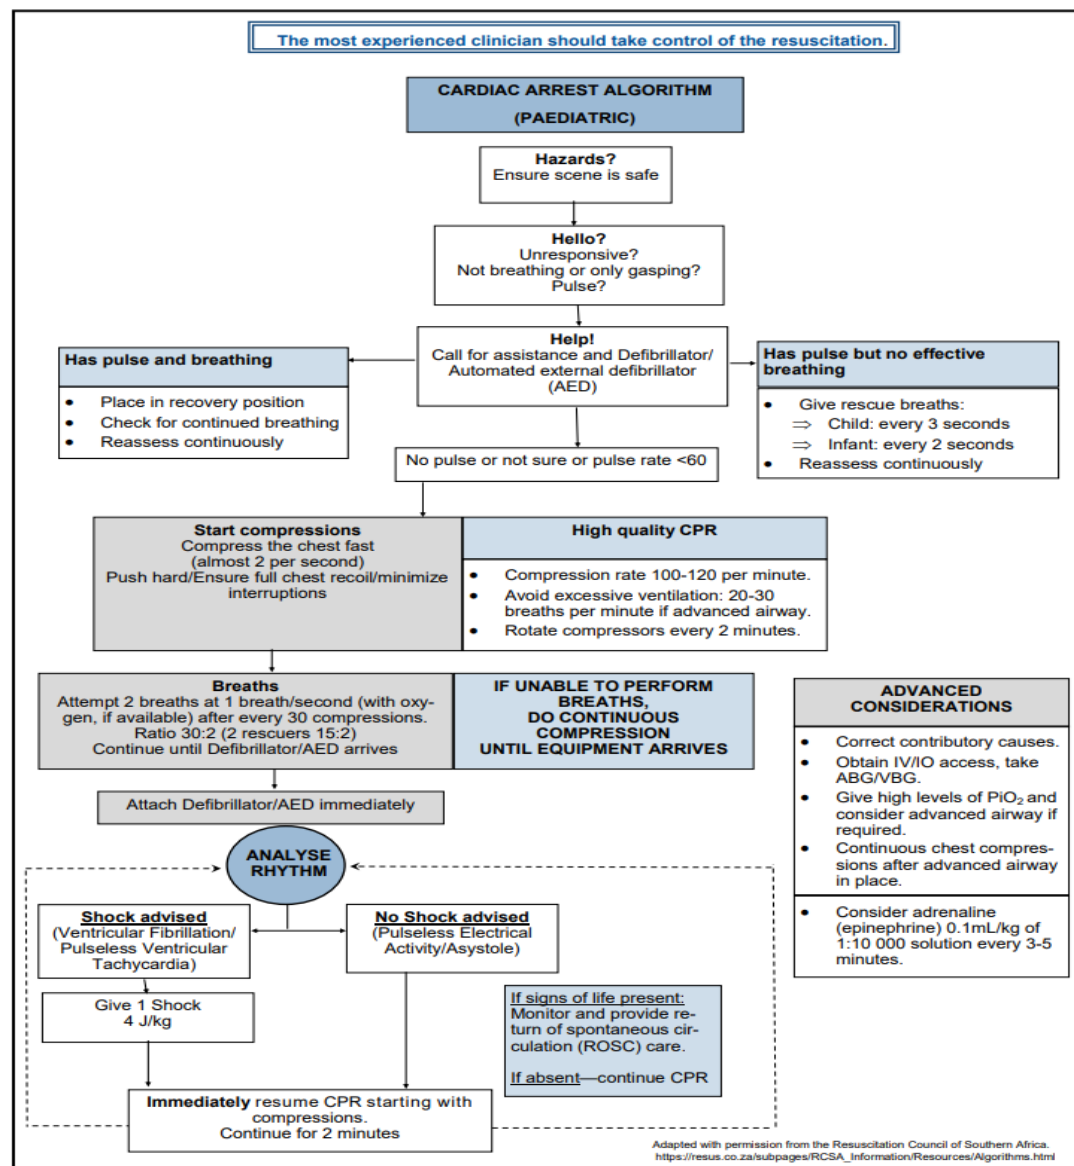 The most experienced clinician should take control of the resuscitation.
CARDIAC ARREST ALGORITHM
(PAEDIATRIC)
Hazards?
Ensure scene is safe
Hello?
Unresponsive?
Not breathing or only gasping?
Pulse?
Help!
Call for assistance and Defibrillator/
Automated external defibrillator
(AED)
Has pulse and breathing
• Place in recovery position
• Check for continued breathing
• Reassess continuously
Has pulse but no effective
breathing
• Give rescue breaths:
⇒ Child: every 3 seconds
⇒ Infant: every 2 seconds
• Reassess continuously
No pulse or not sure or pulse rate <60
Start compressions
Compress the chest fast
(almost 2 per second)
Push hard/Ensure full chest recoil/minimize
interruptions
High quality CPR
• Compression rate 100-120 per minute.
• Avoid excessive ventilation: 20-30
breaths per minute if advanced airway.
• Rotate compressors every 2 minutes.
Breaths
Attempt 2 breaths at 1 breath/second (with oxy-
gen, if available) after every 30 compressions.
Ratio 30:2 (2 rescuers 15:2)
Continue until Defibrillator/AED arrives
IF UNABLE TO PERFORM
BREATHS,
DO CONTINUOUS
COMPRESSION
UNTIL EQUIPMENT ARRIVES
ADVANCED
CONSIDERATIONS
• Correct contributory causes.
• Obtain IV/IO access, take
ABG/VBG.
• Give high levels of PiO₂ and
consider advanced airway if
required.
• Continuous chest compres-
sions after advanced airway
in place.
• Consider adrenaline
(epinephrine) 0.1mL/kg of
1:10 000 solution every 3-5
minutes.
Attach Defibrillator/AED immediately
ANALYSE
RHYTHM
Shock advised
(Ventricular Fibrillation/
Pulseless Ventricular
Tachycardia)
No Shock advised
(Pulseless Electrical
Activity/Asystole)
Give 1 Shock
4 J/kg
If signs of life present:
Monitor and provide re-
turn of spontaneous cir-
culation (ROSC) care.
If absent—continue CPR
Immediately resume CPR starting with
compressions.
Continue for 2 minutes
Adapted with permission from the Resuscitation Council of Southern Africa.
https://resus.co.za/subpages/RCSA_Information/Resources/Algorithms.html